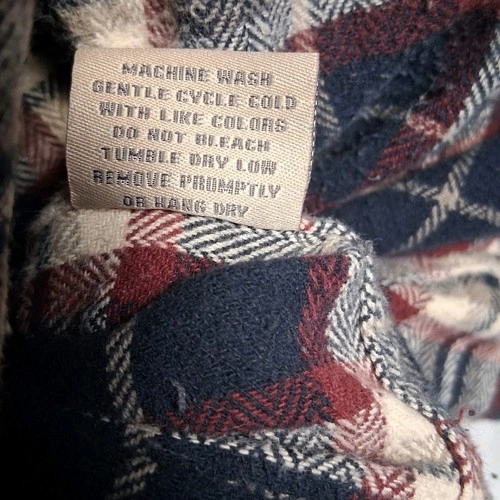 MACHINE WASH
GENTLE CYCLE COLD
WITH LIKE COLORS
DO NOT BLEACH
TUMBLE DRY LOW
REMOVE PROMPTLY
OR HANG DRY